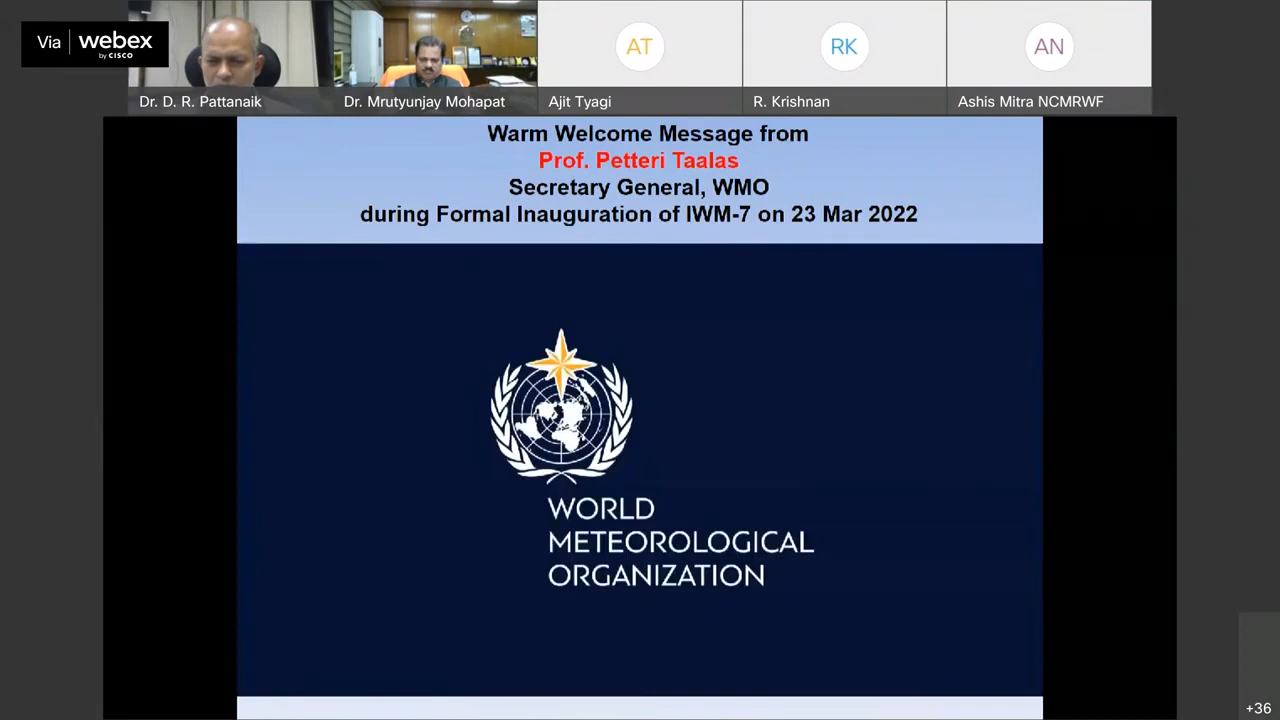 Via webex
by CISCO
Dr. D. R. Pattanaik
Dr. Mrutyunjay Mohapat
AT
Ajit Tyagi
RK
R. Krishnan
AN
Ashis Mitra NCMRWF
Warm Welcome Message from
Prof. Petteri Taalas
Secretary General, WMO
during Formal Inauguration of IWM-7 on 23 Mar 2022
WORLD
METEOROLOGICAL
ORGANIZATION
+36